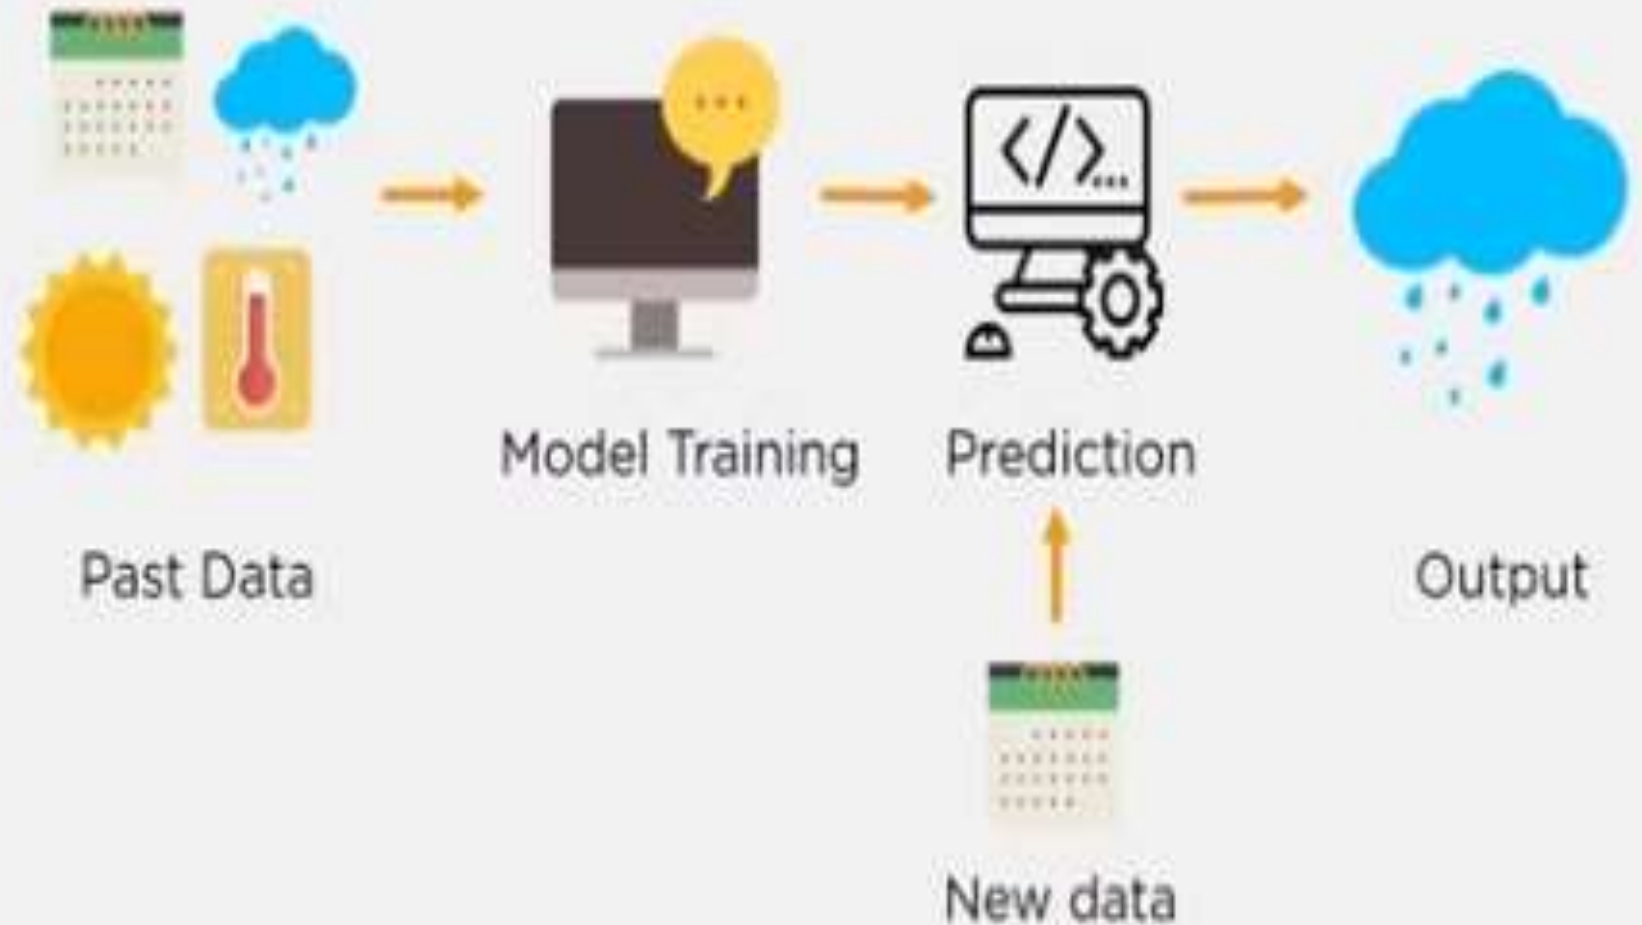 Model Training
Prediction
Past Data
Output
New data